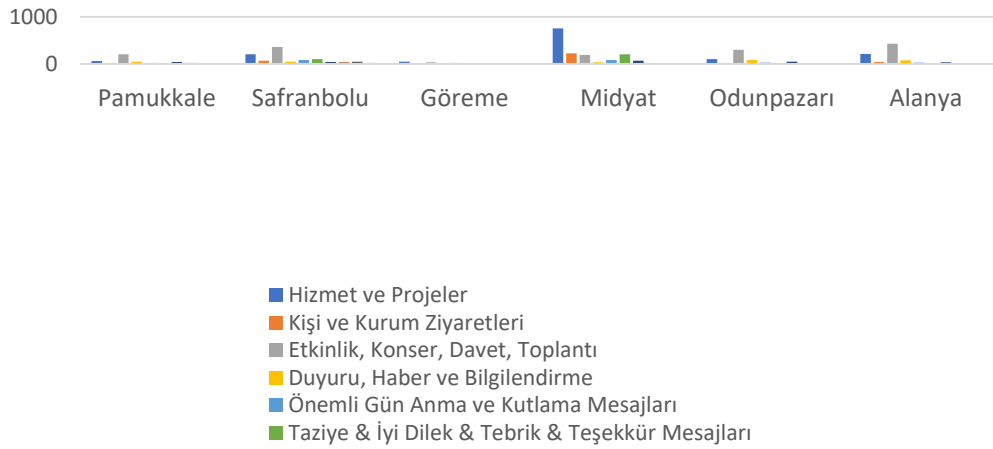 1000
0
Pamukkale Safranbolu Göreme Midyat Odunpazarı Alanya
Hizmet ve Projeler
Kişi ve Kurum Ziyaretleri
Etkinlik, Konser, Davet, Toplantı
Duyuru, Haber ve Bilgilendirme
Önemli Gün Anma ve Kutlama Mesajları
Taziye & İyi Dilek & Tebrik & Teşekkür Mesajları